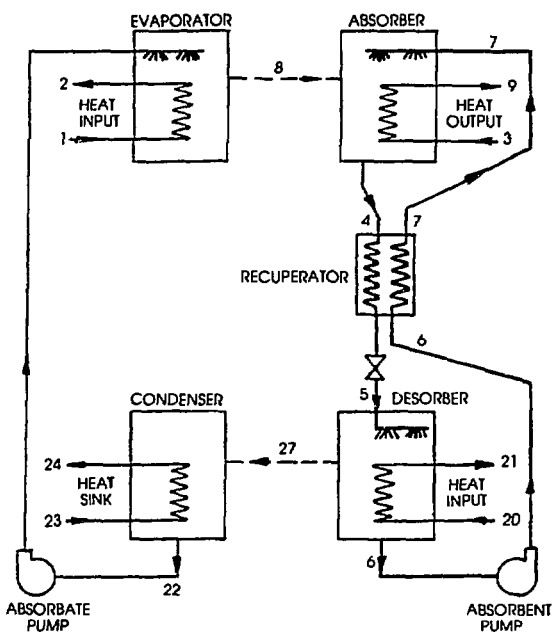 EVAPORATOR
ABSORBER
7
8
2
9
HEAT
INPUT
HEAT
OUTPUT
1
3
4
7
RECUPERATOR
6
5
CONDENSER
DESORBER
27
24
21
HEAT
SINK
HEAT
INPUT
23
20
6
22
ABSORBATE
PUMP
ABSORBENT
PUMP